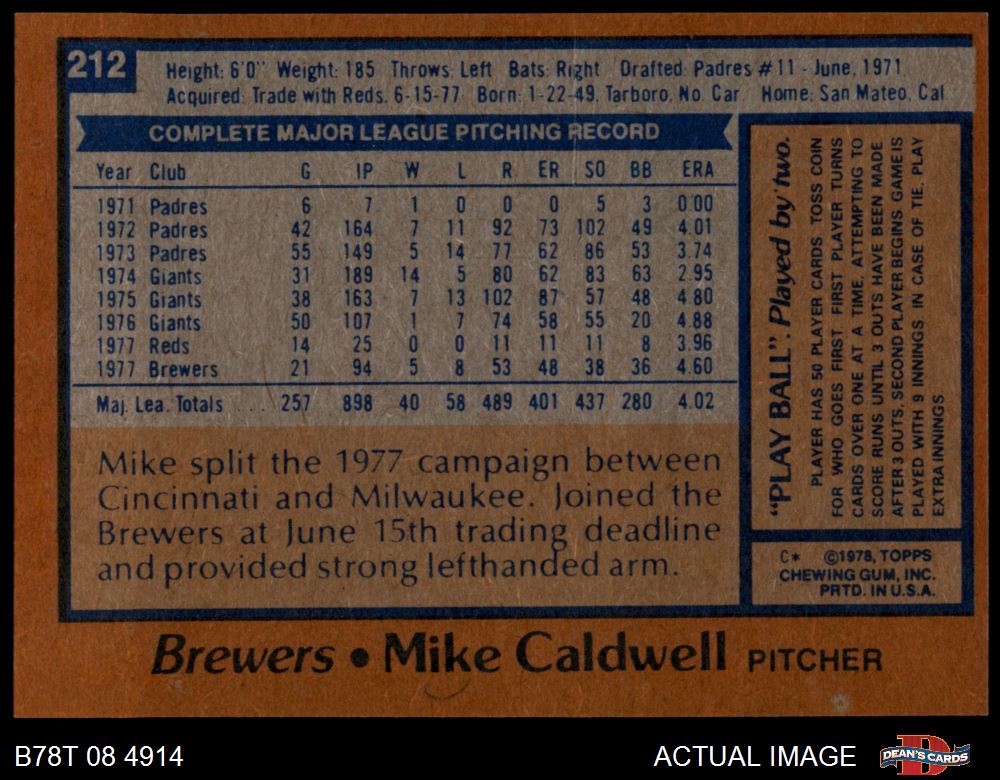 212
Height: 6'0" Weight: 185 Throws: Left Bats: Right Drafted: Padres #11 - June, 1971
Acquired: Trade with Reds, 6-15-77 Born: 1-22-49, Tarboro, No. Car. Home: San Mateo, Cal
COMPLETE MAJOR LEAGUE PITCHING RECORD
Year Club G IP W L R ER SO BB ERA
1971 Padres 6 7 1 0 0 0 5 3 0.00
1972 Padres 42 164 7 11 92 73 102 49 4.01
1973 Padres 55 149 5 14 77 62 86 53 3.74
1974 Giants 31 189 14 5 80 62 83 63 2.95
1975 Giants 38 163 7 13 102 87 57 48 4.80
1976 Giants 50 107 1 7 74 58 55 20 4.88
1977 Reds 14 25 0 0 11 11 11 8 3.96
1977 Brewers 21 94 5 8 53 48 38 36 4.60
Maj. Lea. Totals ... 257 898 40 58 489 401 437 280 4.02
Mike split the 1977 campaign between
Cincinnati and Milwaukee. Joined the
Brewers at June 15th trading deadline
and provided strong lefthanded arm.
"PLAY BALL". Played by two.
PLAYER HAS 50 PLAYER CARDS. TOSS COIN
FOR WHO GOES FIRST. FIRST PLAYER TURNS
CARDS OVER ONE AT A TIME, ATTEMPTING TO
SCORE RUNS UNTIL 3 OUTS HAVE BEEN MADE
AFTER 3 OUTS, SECOND PLAYER BEGINS. GAME IS
PLAYED WITH 9 INNINGS. IN CASE OF TIE, PLAY
EXTRA INNINGS
C* ©1978, TOPPS
CHEWING GUM, INC.
PRTD. IN U.S.A.
Brewers • Mike Caldwell PITCHER
B78T 08 4914
ACTUAL IMAGE
DEAN'S CARDS